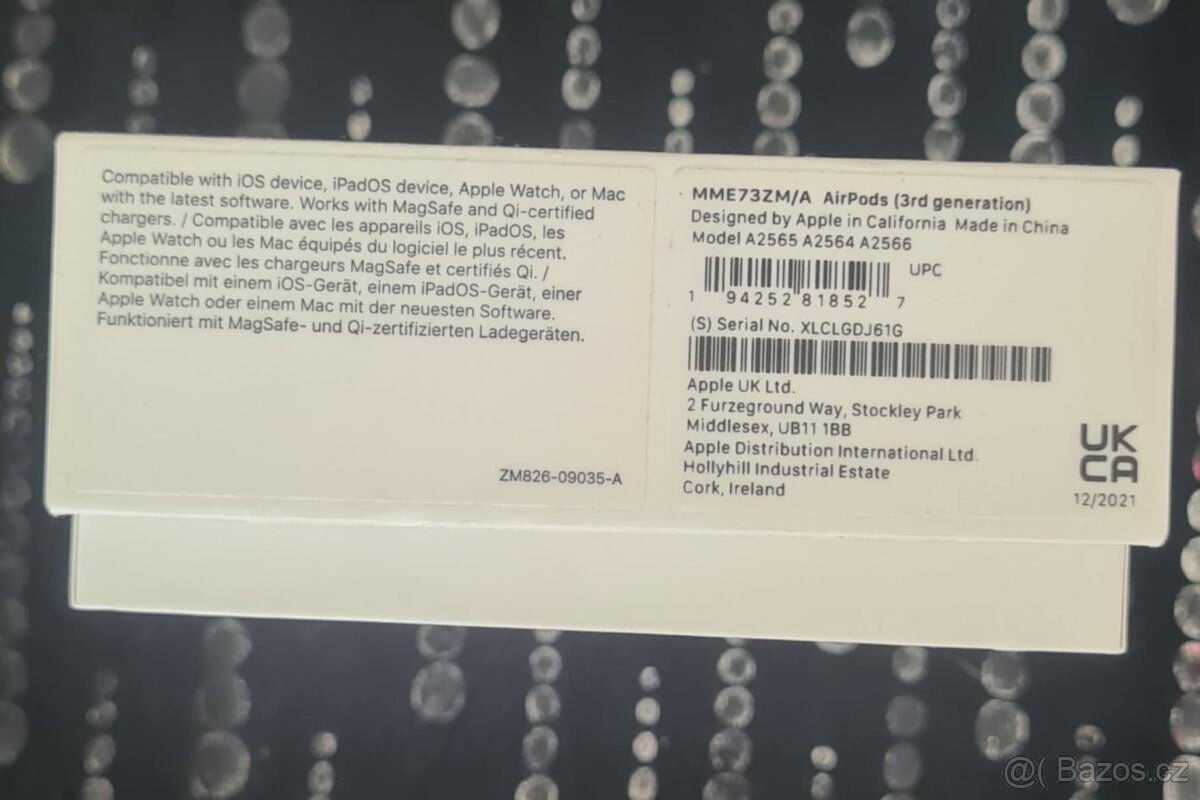 Compatible with iOS device, iPadOS device, Apple Watch, or Mac
with the latest software. Works with MagSafe and Qi-certified
chargers. / Compatible avec les appareils iOS, iPadOS, les
Apple Watch ou les Mac équipés du logiciel le plus récent.
Fonctionne avec les chargeurs MagSafe et certifiés Qi. /
Kompatibel mit einem iOS-Gerät, einem iPadOS-Gerät, einer
Apple Watch oder einem Mac mit der neuesten Software.
Funktioniert mit MagSafe- und Qi-zertifizierten Ladegeräten.
ZM826-09035-A
MME73ZM/A AirPods (3rd generation)
Designed by Apple in California Made in China
Model A2565 A2564 A2566
UPC
1 94252 81852 7
(S) Serial No. XLCLGDJ61G
Apple UK Ltd.
2 Furzeground Way, Stockley Park
Middlesex, UB11 1BB
Apple Distribution International Ltd.
Hollyhill Industrial Estate
Cork, Ireland
UK
CA
12/2021
@( Bazos.cz